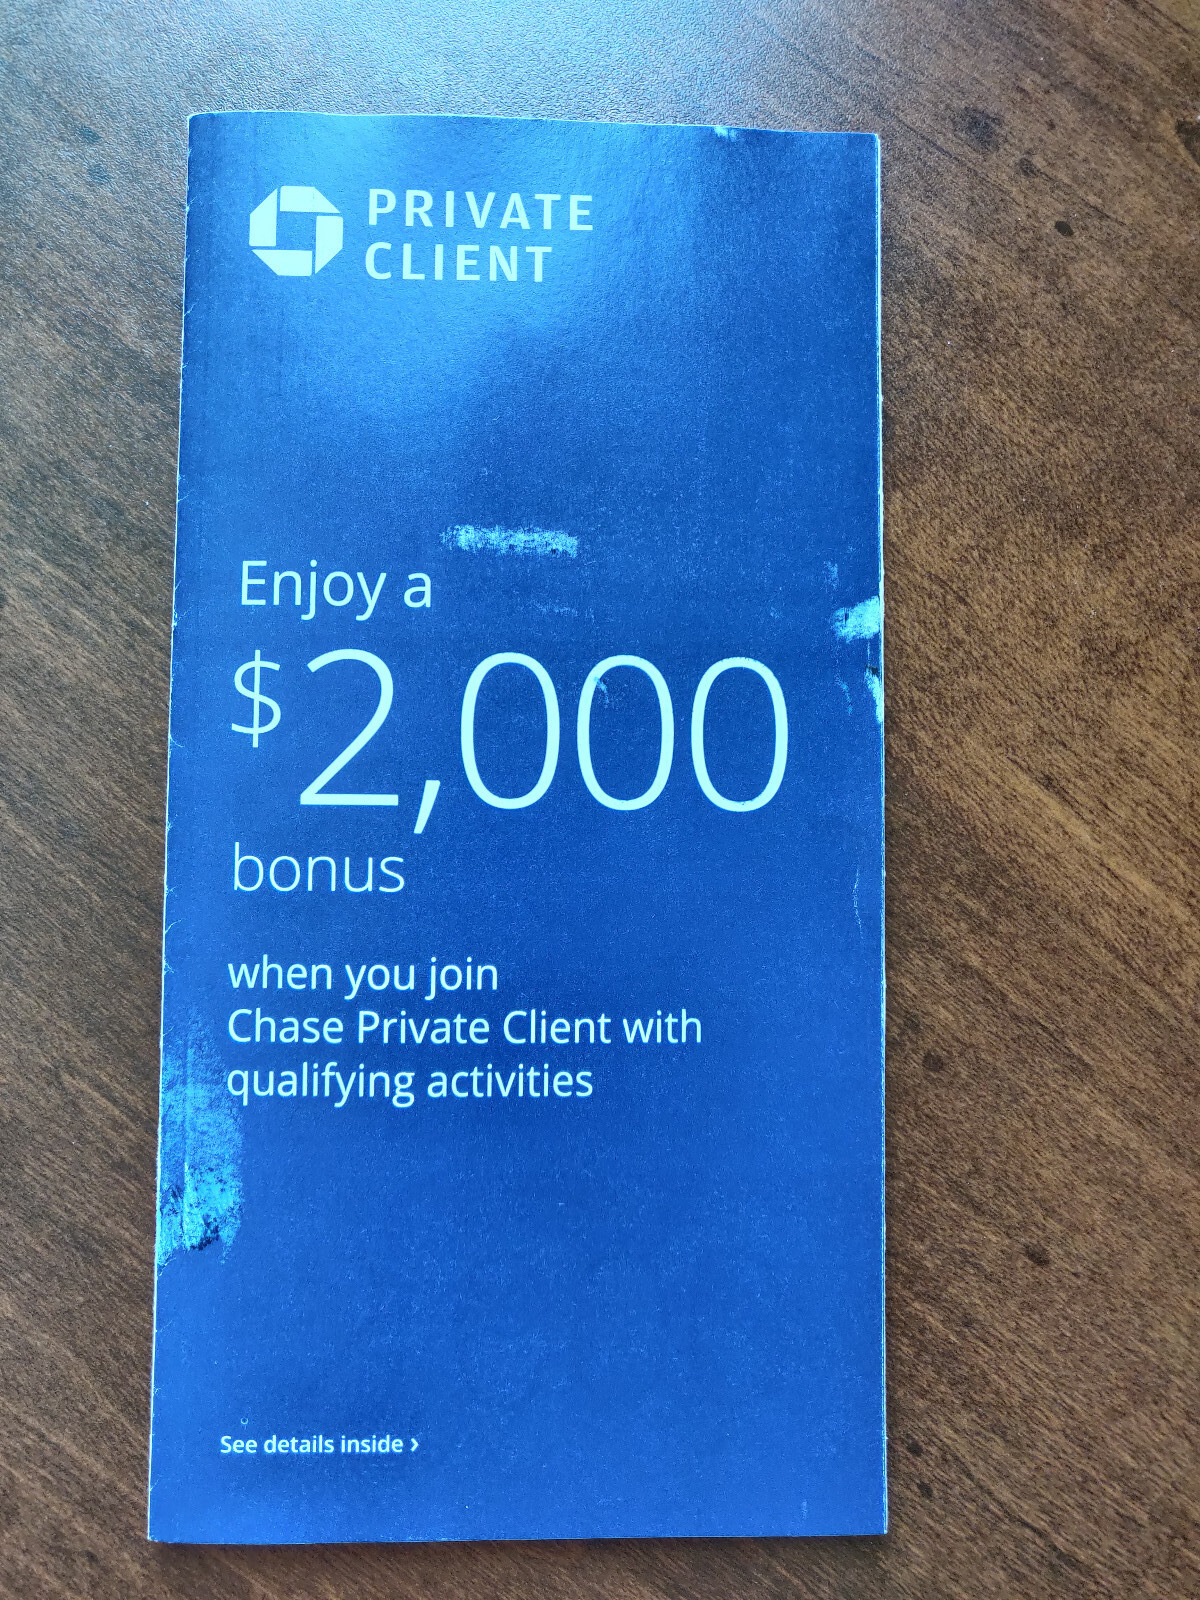 PRIVATE
CLIENT
Enjoy a
$2,000
bonus
when you join
Chase Private Client with
qualifying activities
See details inside ›